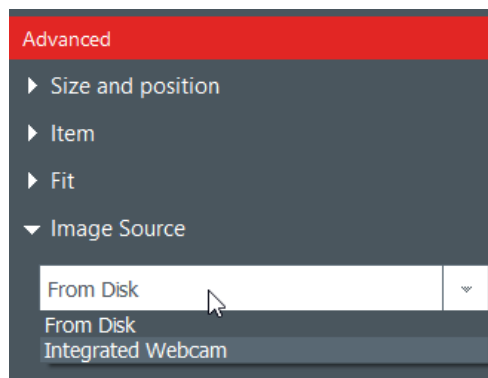 Advanced
Size and position
Item
Fit
Image Source
From Disk
From Disk
Integrated Webcam